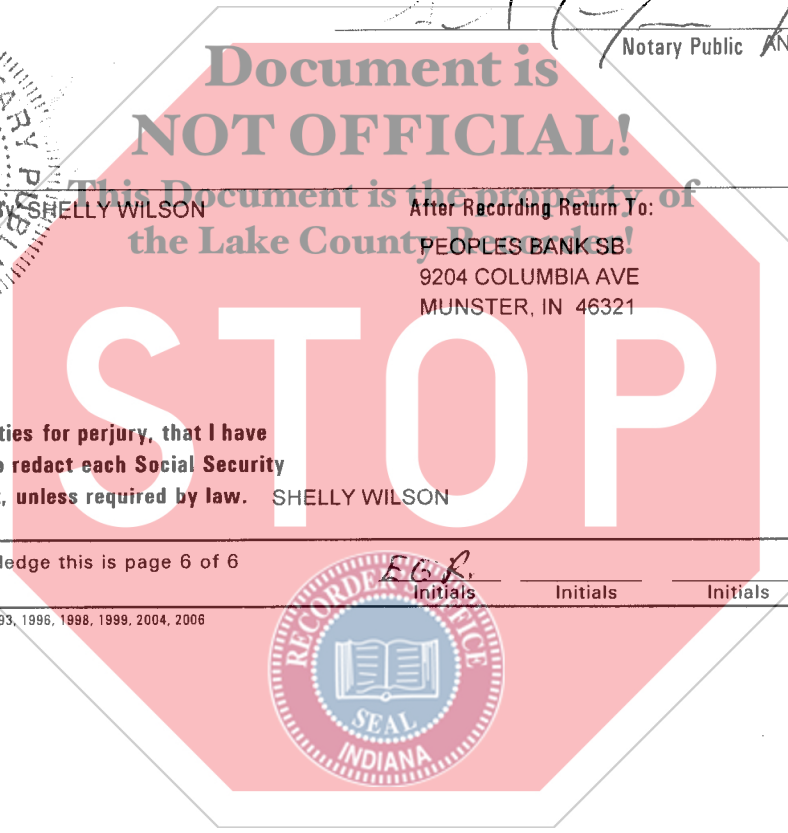 Notary Public AN
Document is
NOT OFFICIAL!
This Document is the property of
the Lake County Recorder!
SHELLY WILSON
After Recording Return To:
PEOPLES BANK SB
9204 COLUMBIA AVE
MUNSTER, IN 46321
STOP
ties for perjury, that I have
redact each Social Security
, unless required by law. SHELLY WILSON
ledge this is page 6 of 6
Initials Initials Initials
93, 1996, 1998, 1999, 2004, 2006
RECORDER'S OFFICE
SEAL
INDIANA